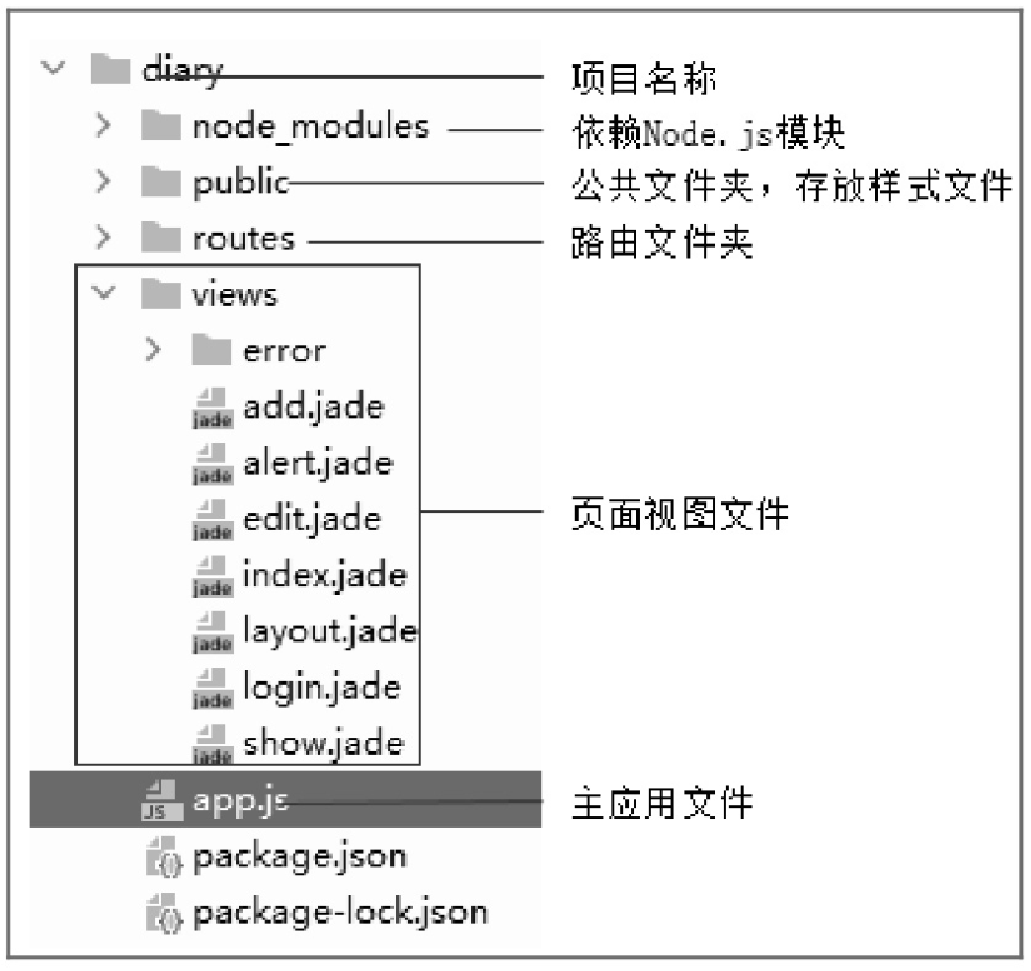 diary 项目名称
node_modules 依赖Node.js模块
public 公共文件夹，存放样式文件
routes 路由文件夹
views
error
jade add.jade
jade alert.jade
jade edit.jade 页面视图文件
jade index.jade
jade layout.jade
jade login.jade
jade show.jade
JS app.js 主应用文件
package.json
package-lock.json